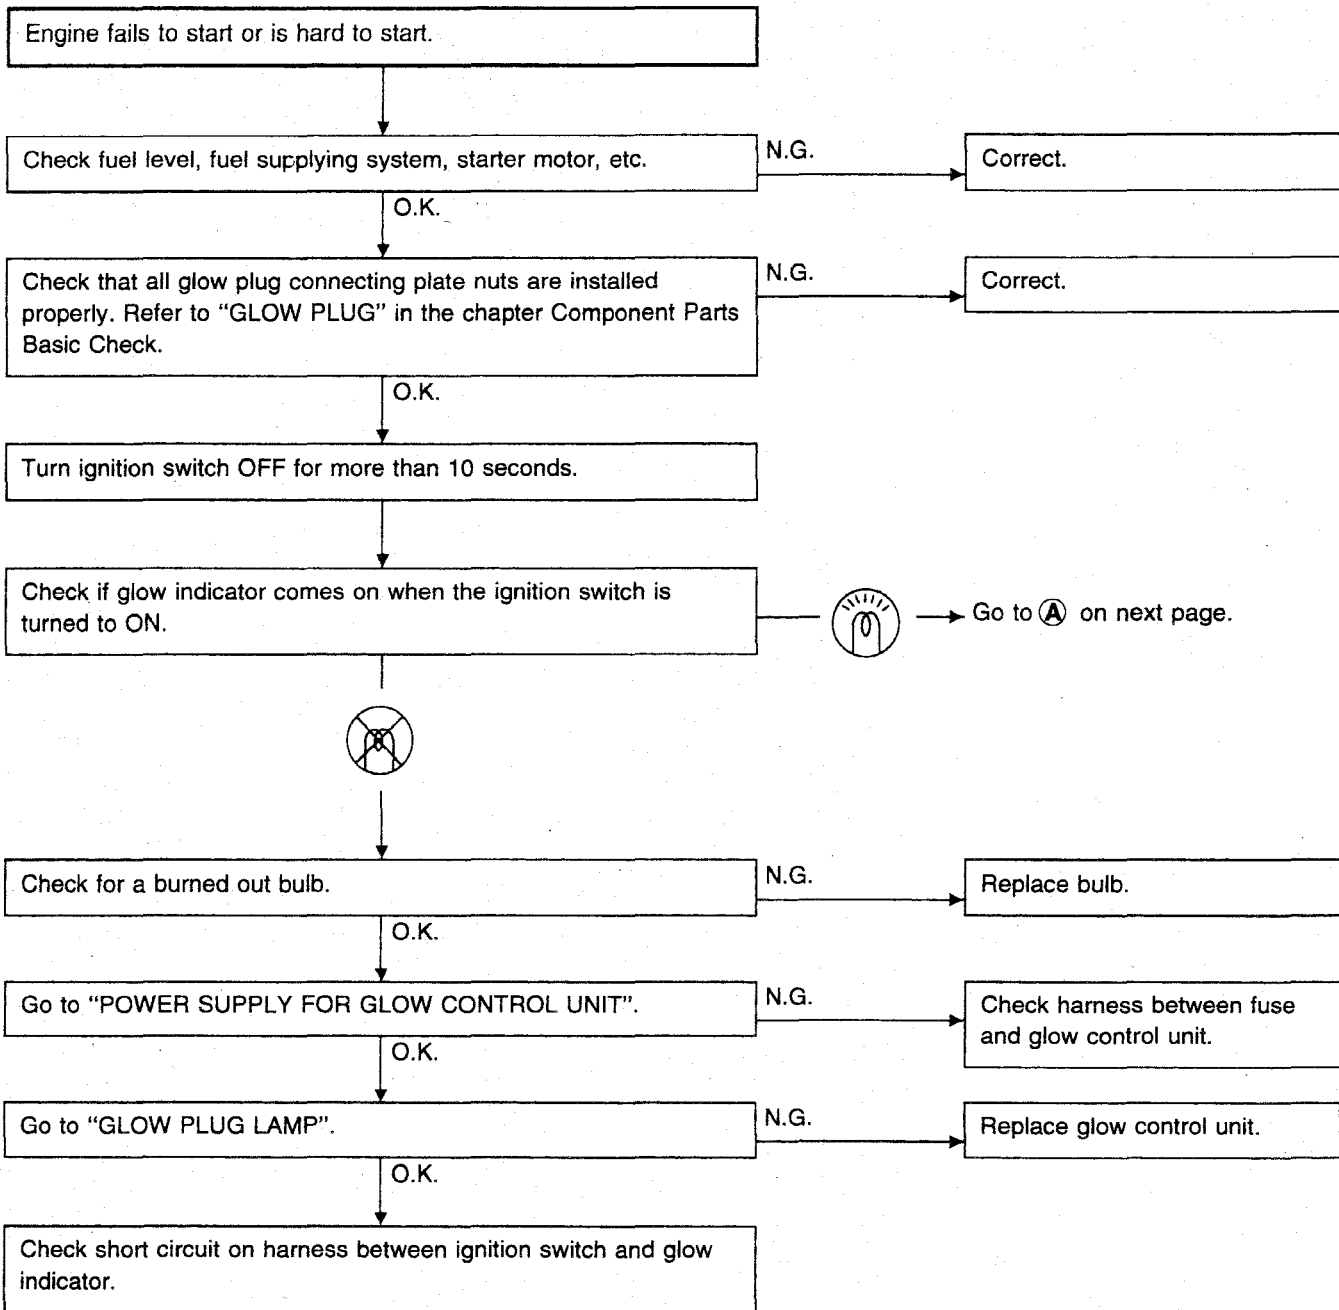 Engine fails to start or is hard to start.
Check fuel level, fuel supplying system, starter motor, etc.
N.G.
Correct.
O.K.
Check that all glow plug connecting plate nuts are installed
properly. Refer to “GLOW PLUG” in the chapter Component Parts
Basic Check.
N.G.
Correct.
O.K.
Turn ignition switch OFF for more than 10 seconds.
Check if glow indicator comes on when the ignition switch is
turned to ON.
Go to Ⓐ on next page.
Check for a burned out bulb.
N.G.
Replace bulb.
O.K.
Go to “POWER SUPPLY FOR GLOW CONTROL UNIT”.
N.G.
Check harness between fuse
and glow control unit.
O.K.
Go to “GLOW PLUG LAMP”.
N.G.
Replace glow control unit.
O.K.
Check short circuit on harness between ignition switch and glow
indicator.